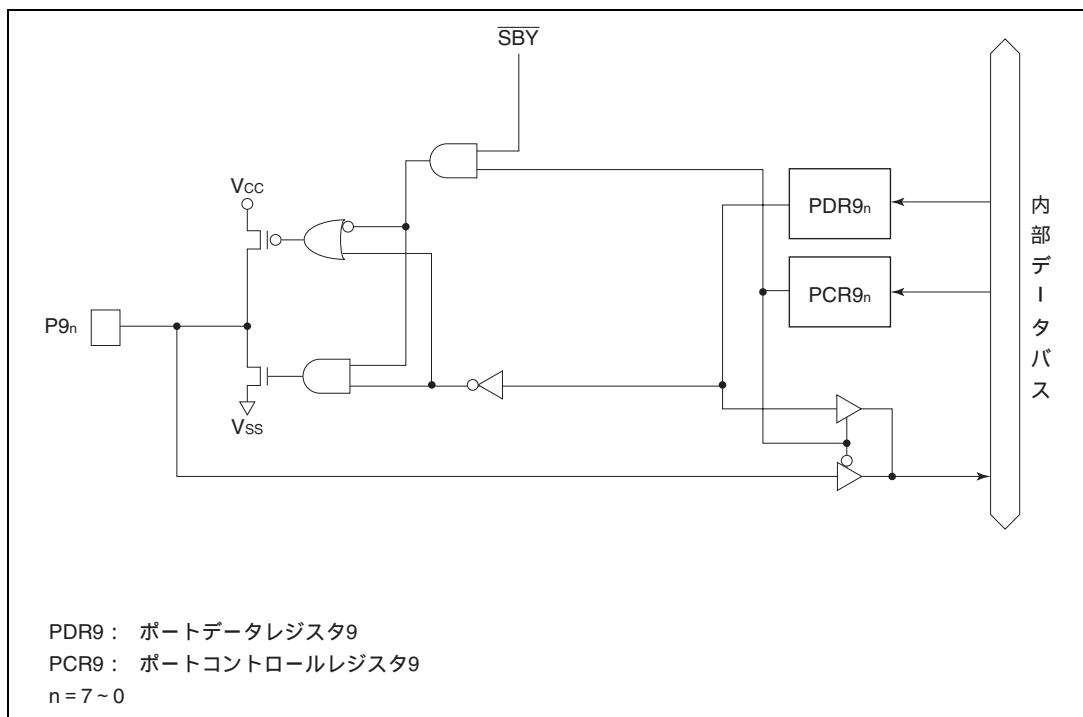 SBY
VCC
PDR9n
PCR9n
内部データバス
P9n
VSS
PDR9 : ポートデータレジスタ9
PCR9 : ポートコントロールレジスタ9
n = 7 ~ 0